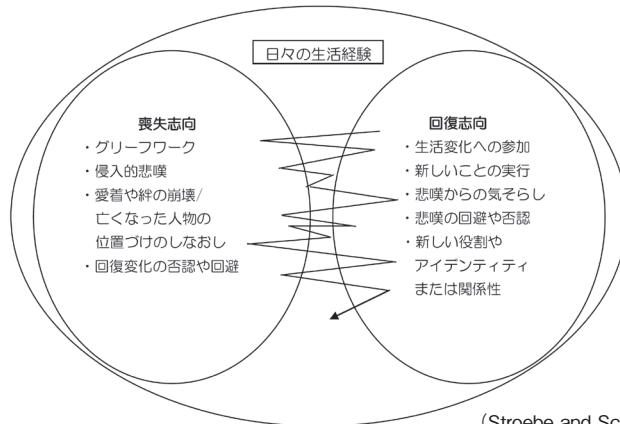 日々の生活経験
喪失志向
・グリーフワーク
・侵入的悲嘆
・愛着や絆の崩壊/
亡くなった人物の
位置づけのしなおし
・回復変化の否認や回避
回復志向
・生活変化への参加
・新しいことの実行
・悲嘆からの気そらし
・悲嘆の回避や否認
・新しい役割や
アイデンティティ
または関係性
(Stroebe and Sc